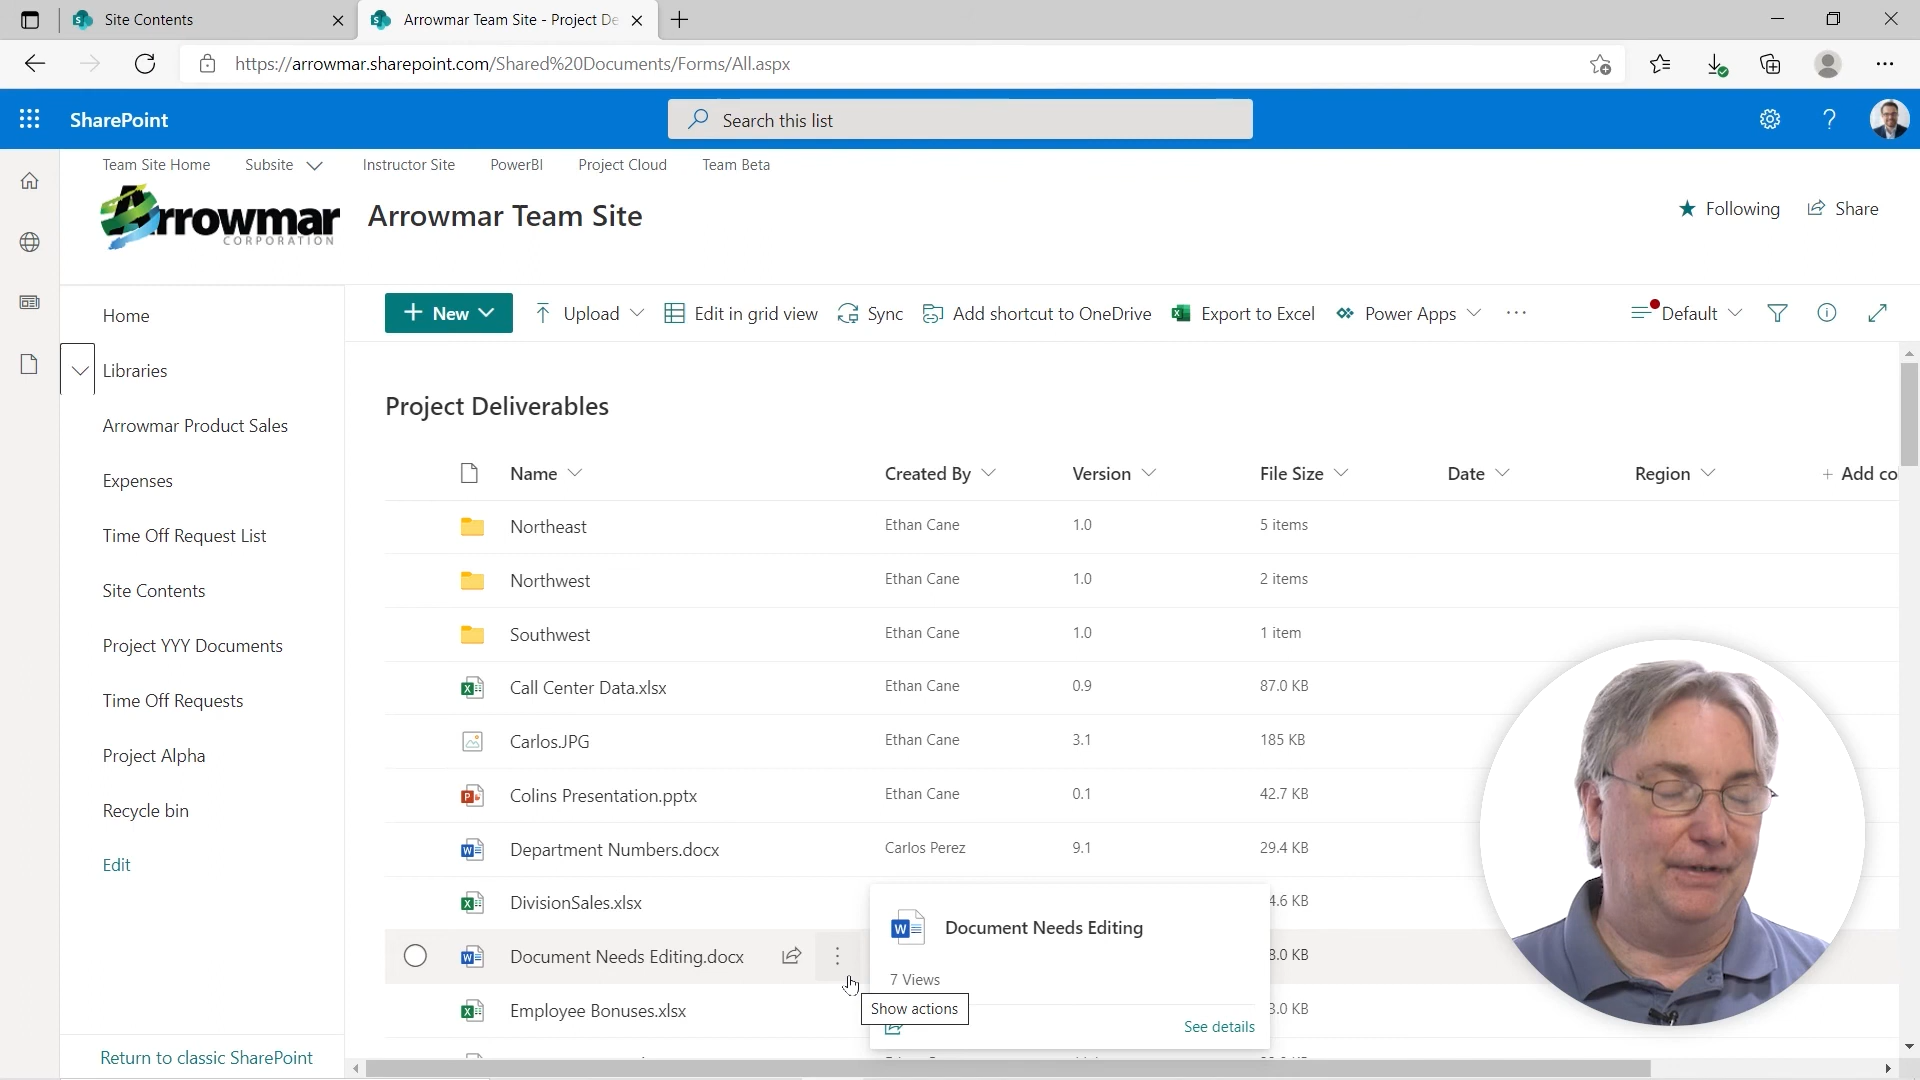 Site Contents
Arrowmar Team Site - Project De
https://arrowmar.sharepoint.com/Shared%20Documents/Forms/All.aspx
SharePoint
Search this list
Team Site Home Subsite Instructor Site PowerBI Project Cloud Team Beta
Arrowmar
CORPORATION
Arrowmar Team Site
Following Share
New Upload Edit in grid view Sync Add shortcut to OneDrive Export to Excel Power Apps Default
Home
Libraries
Arrowmar Product Sales
Expenses
Time Off Request List
Site Contents
Project YYY Documents
Time Off Requests
Project Alpha
Recycle bin
Edit
Return to classic SharePoint
Project Deliverables
Name Created By Version File Size Date Region + Add co
Northeast Ethan Cane 1.0 5 items
Northwest Ethan Cane 1.0 2 items
Southwest Ethan Cane 1.0 1 item
Call Center Data.xlsx Ethan Cane 0.9 87.0 KB
Carlos.JPG Ethan Cane 3.1 185 KB
Colins Presentation.pptx Ethan Cane 0.1 42.7 KB
Department Numbers.docx Carlos Perez 9.1 29.4 KB
DivisionSales.xlsx 4.6 KB
Document Needs Editing.docx 8.0 KB
Employee Bonuses.xlsx 3.0 KB
Document Needs Editing
7 Views
Show actions
See details